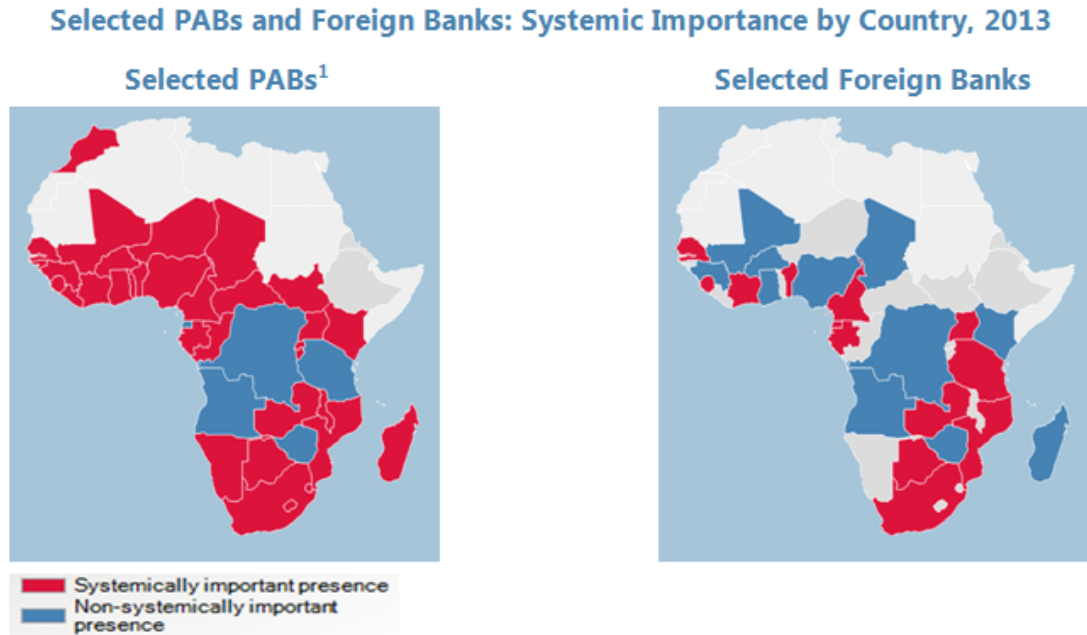 Selected PABs and Foreign Banks: Systemic Importance by Country, 2013
Selected PABs¹
Selected Foreign Banks
Systemically important presence
Non-systemically important
presence